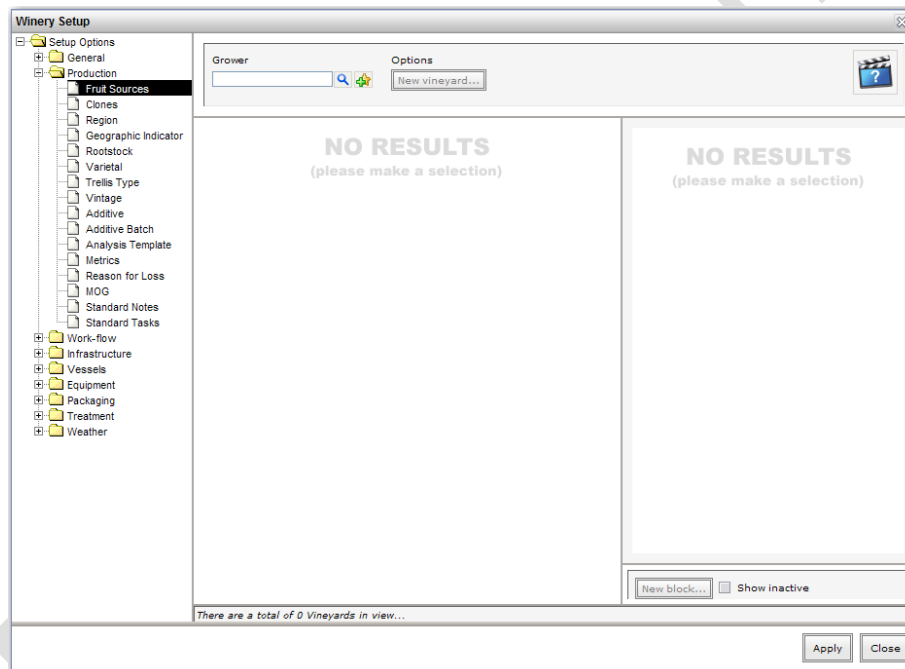 Winery Setup
Setup Options
General
Production
Fruit Sources
Clones
Region
Geographic Indicator
Rootstock
Varietal
Trellis Type
Vintage
Additive
Additive Batch
Analysis Template
Metrics
Reason for Loss
MOG
Standard Notes
Standard Tasks
Work-flow
Infrastructure
Vessels
Equipment
Packaging
Treatment
Weather
Grower
Options
New vineyard...
?
NO RESULTS
(please make a selection)
NO RESULTS
(please make a selection)
New block...
Show inactive
There are a total of 0 Vineyards in view...
Apply
Close